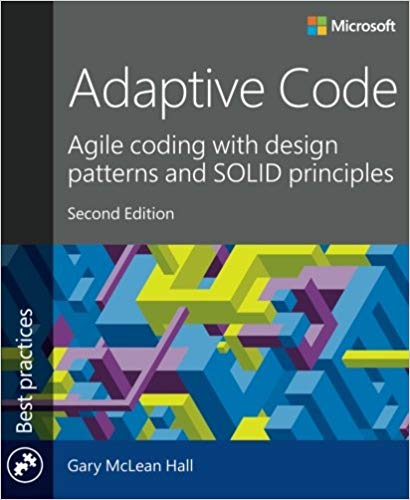 Microsoft
Adaptive Code
Agile coding with design
patterns and SOLID principles
Second Edition
Best practices
Gary McLean Hall